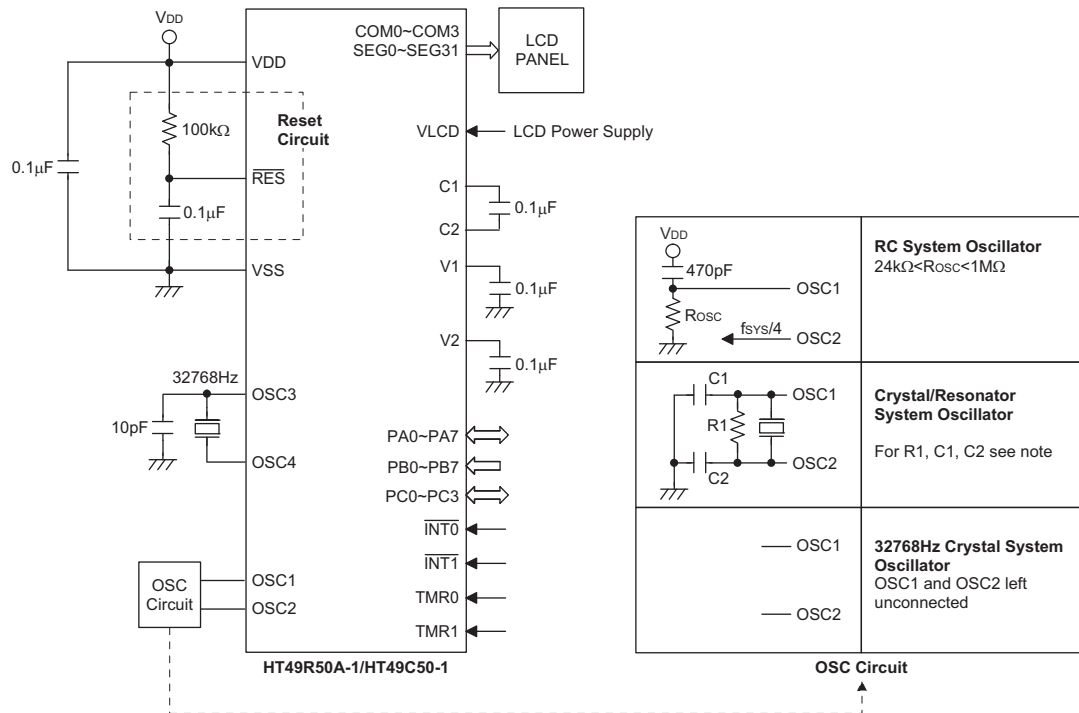 VDD
VDD
100kΩ
Reset
Circuit
RES
0.1µF
0.1µF
VSS
32768Hz
OSC3
10pF
OSC4
OSC
Circuit
OSC1
OSC2
COM0~COM3
SEG0~SEG31
LCD
PANEL
VLCD
LCD Power Supply
C1
0.1µF
C2
V1
0.1µF
V2
0.1µF
PA0~PA7
PB0~PB7
PC0~PC3
INT0
INT1
TMR0
TMR1
HT49R50A-1/HT49C50-1
VDD
470pF
OSC1
ROSC
fSYS/4
OSC2
RC System Oscillator
24kΩ<ROSC<1MΩ
C1
OSC1
R1
OSC2
C2
Crystal/Resonator
System Oscillator
For R1, C1, C2 see note
OSC1
OSC2
32768Hz Crystal System
Oscillator
OSC1 and OSC2 left
unconnected
OSC Circuit